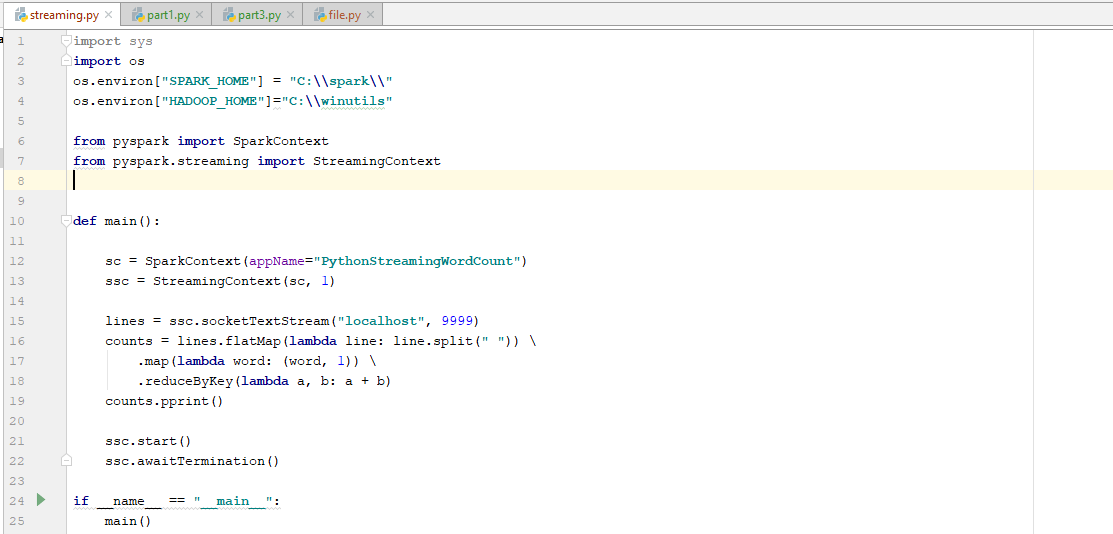 streaming.py part1.py part3.py file.py
1 import sys
2 import os
3 os.environ["SPARK_HOME"] = "C:\\spark\\"
4 os.environ["HADOOP_HOME"]="C:\\winutils"
5
6 from pyspark import SparkContext
7 from pyspark.streaming import StreamingContext
8
9
10 def main():
11
12     sc = SparkContext(appName="PythonStreamingWordCount")
13     ssc = StreamingContext(sc, 1)
14
15     lines = ssc.socketTextStream("localhost", 9999)
16     counts = lines.flatMap(lambda line: line.split(" ")) \
17         .map(lambda word: (word, 1)) \
18         .reduceByKey(lambda a, b: a + b)
19     counts.pprint()
20
21     ssc.start()
22     ssc.awaitTermination()
23
24 if __name__ == "__main__":
25     main()